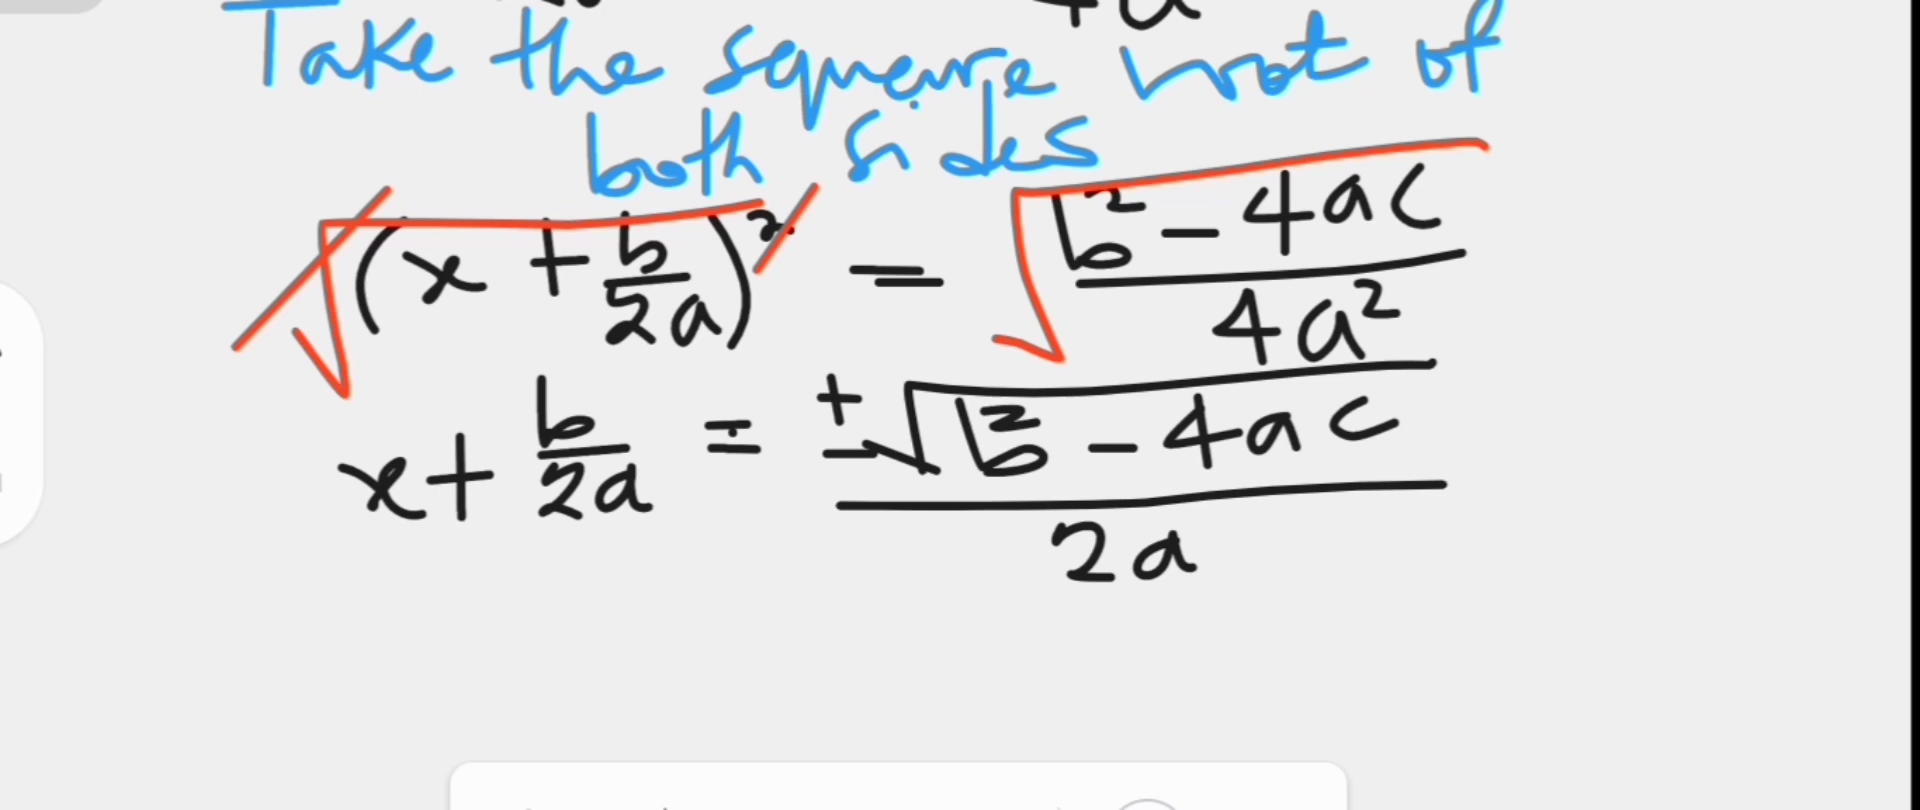 Take the square root of
both sides
√(x + b/2a)² = √(b² - 4ac / 4a²)
x + b/2a = ±√(b² - 4ac) / 2a